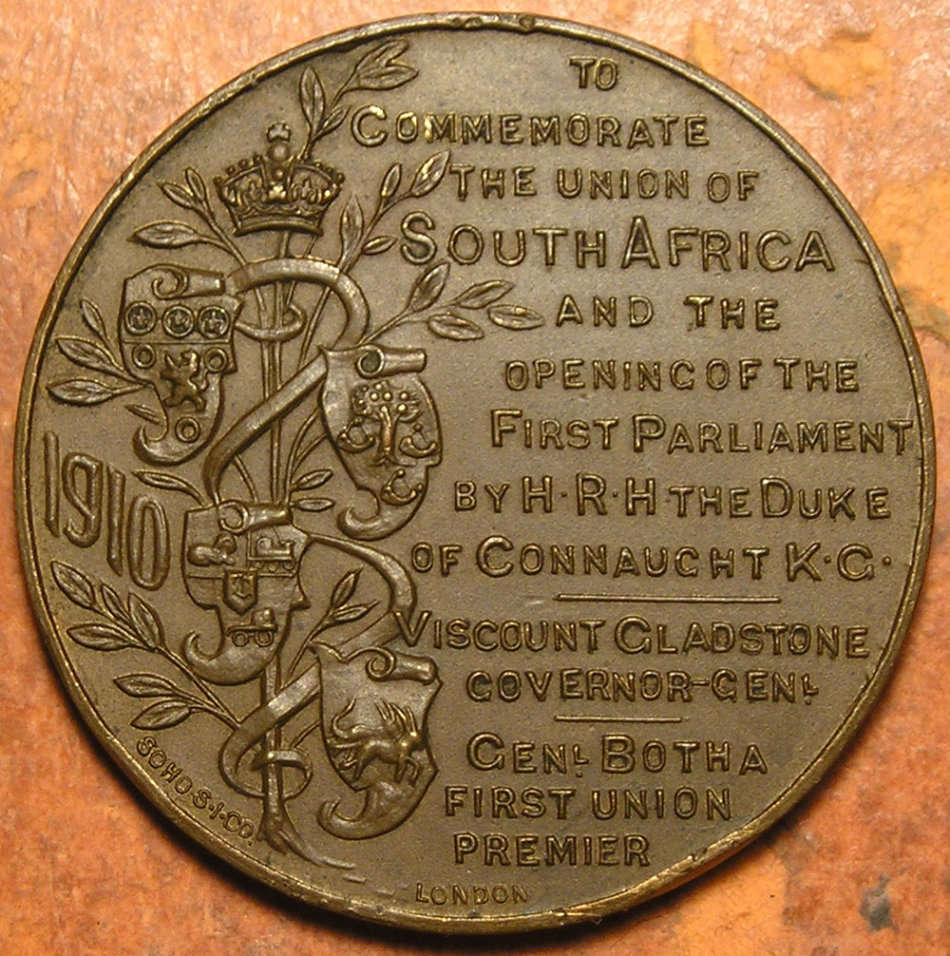 TO
COMMEMORATE
THE UNION OF
SOUTH AFRICA
AND THE
OPENING OF THE
FIRST PARLIAMENT
BY H·R·H·THE DUKE
OF CONNAUGHT K·G·
VISCOUNT GLADSTONE
GOVERNOR-GENL
GENL BOTHA
FIRST UNION
PREMIER
1910
SOHO S·I·CO.
LONDON